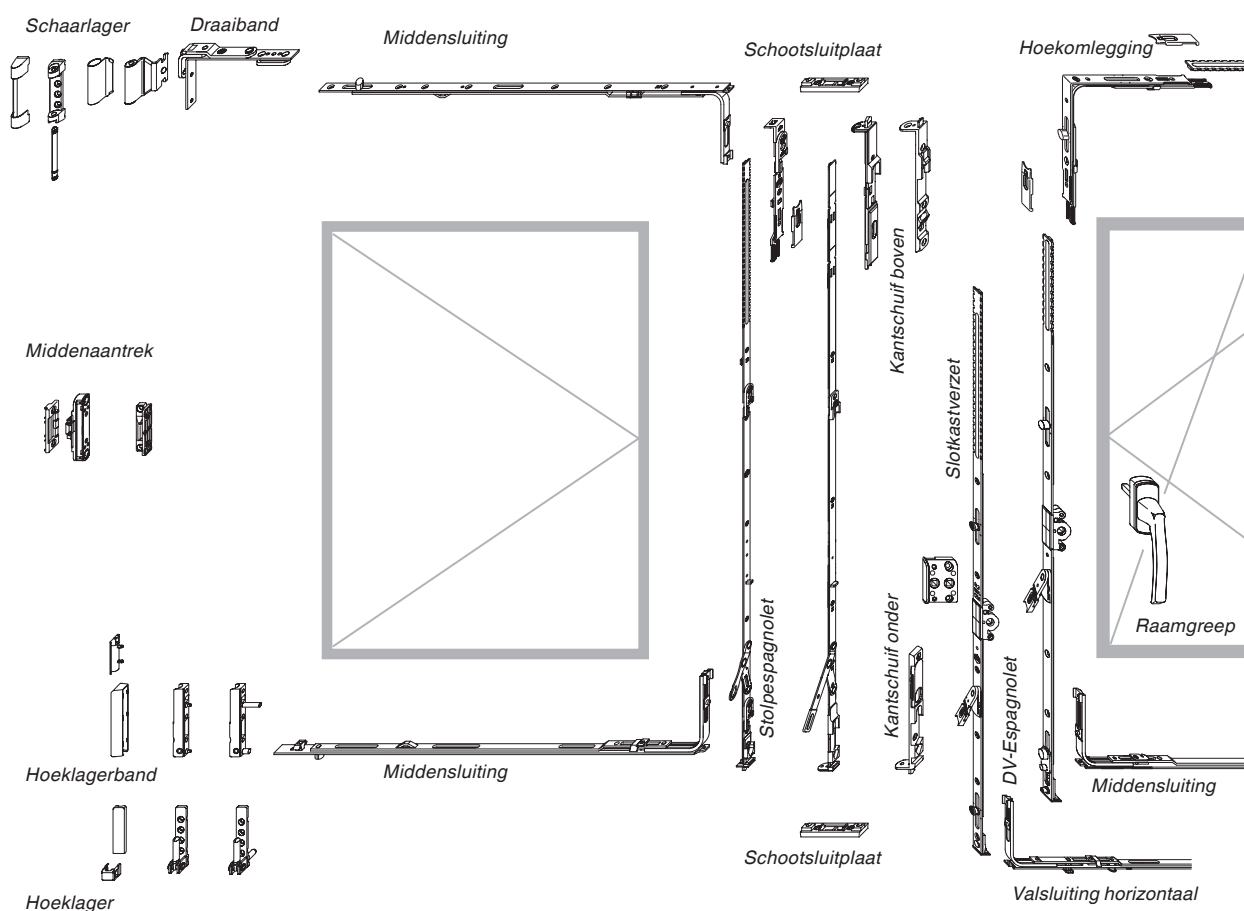 Schaarlager
Draaiband
Middensluiting
Schootsluitplaat
Hoekomlegging
Kantschuif boven
Middenaantrek
Slotkastverzet
Raamgreep
Stolpespagnolet
Kantschuif onder
DV-Espagnolet
Hoeklagerband
Middensluiting
Middensluiting
Schootsluitplaat
Valsluiting horizontaal
Hoeklager